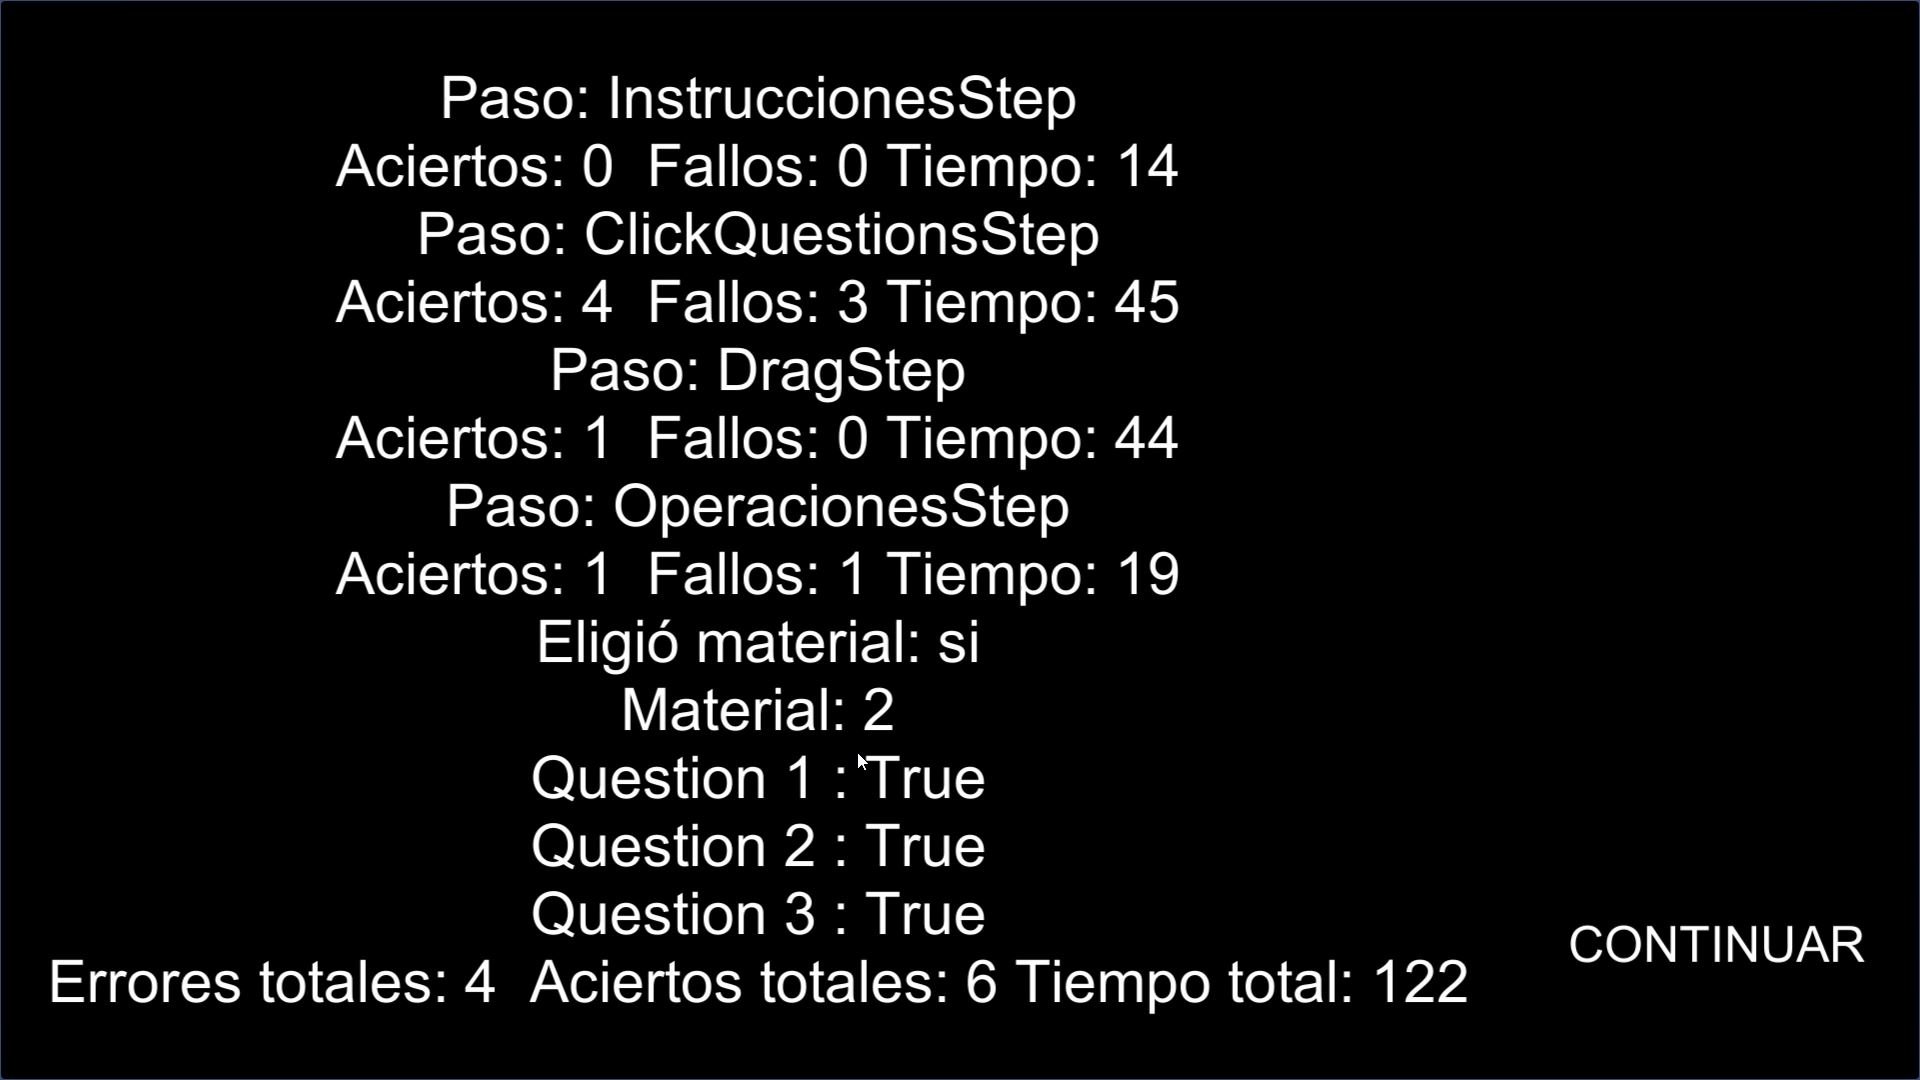 Paso: InstruccionesStep
Aciertos: 0  Fallos: 0 Tiempo: 14
Paso: ClickQuestionsStep
Aciertos: 4  Fallos: 3 Tiempo: 45
Paso: DragStep
Aciertos: 1  Fallos: 0 Tiempo: 44
Paso: OperacionesStep
Aciertos: 1  Fallos: 1 Tiempo: 19
Eligió material: si
Material: 2
Question 1 : True
Question 2 : True
Question 3 : True
Errores totales: 4  Aciertos totales: 6 Tiempo total: 122
CONTINUAR